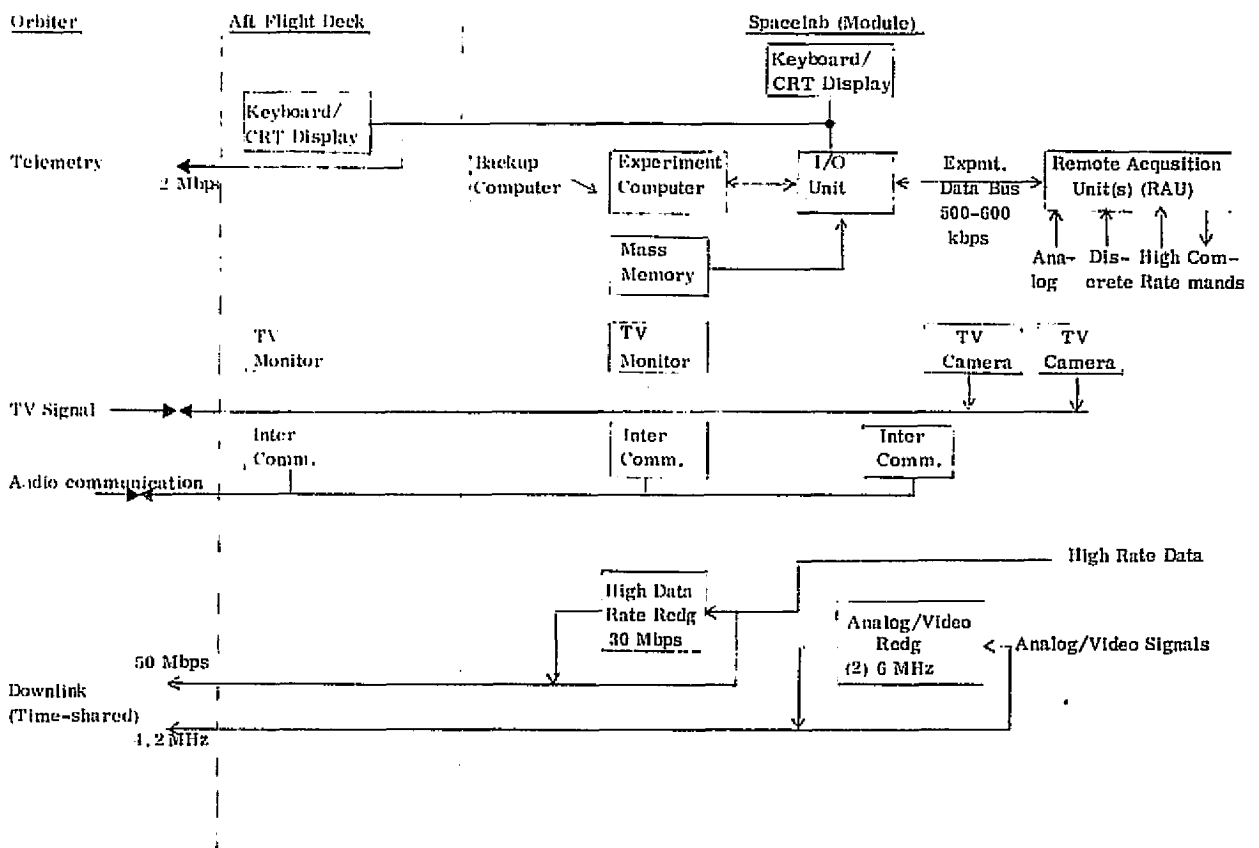 Orbiter
Aft Flight Deck
Spacelab (Module)
Keyboard/
CRT Display
Keyboard/
CRT Display
Telemetry
2 Mbps
Backup
Computer
Experiment
Computer
I/O
Unit
Expmt.
Data Bus
500-600
kbps
Remote Acqusition
Unit(s) (RAU)
Ana-
log
Dis-
crete
High
Rate
Com-
mands
Mass
Memory
TV
Monitor
TV
Monitor
TV
Camera
TV
Camera
TV Signal
Inter
Comm.
Inter
Comm.
Inter
Comm.
Audio communication
High Rate Data
High Data
Rate Rcdg
30 Mbps
Analog/Video
Rcdg
(2) 6 MHz
Analog/Video Signals
50 Mbps
Downlink
(Time-shared)
4.2 MHz